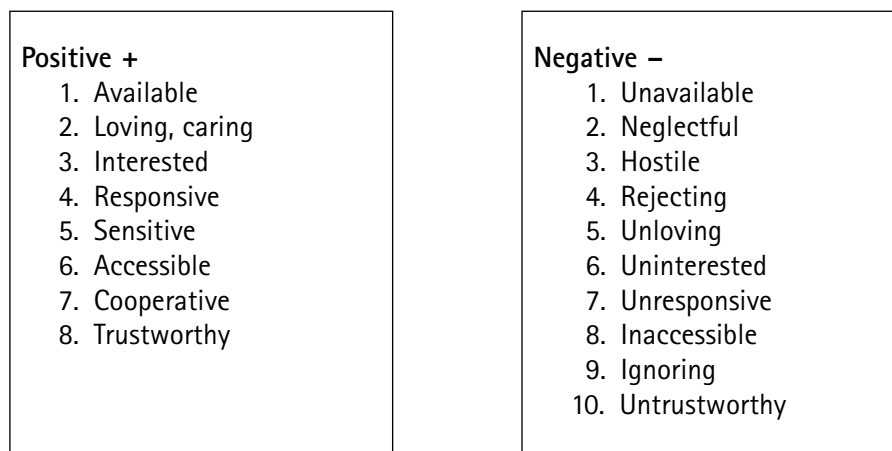 Positive +
1. Available
2. Loving, caring
3. Interested
4. Responsive
5. Sensitive
6. Accessible
7. Cooperative
8. Trustworthy
Negative –
1. Unavailable
2. Neglectful
3. Hostile
4. Rejecting
5. Unloving
6. Uninterested
7. Unresponsive
8. Inaccessible
9. Ignoring
10. Untrustworthy